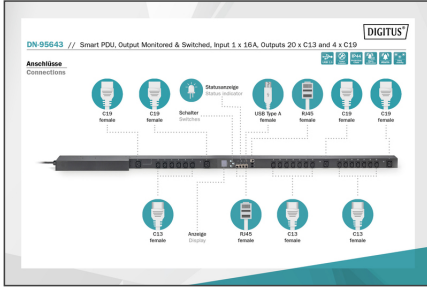 DIGITUS®
DN-95643 // Smart PDU, Output Monitored & Switched, Input 1 x 16A, Outputs 20 x C13 and 4 x C19
Anschlüsse
Connections
C19
female
C19
female
Statusanzeige
Status indicator
Schalter
Switches
USB Type A
female
RJ45
female
C19
female
C19
female
C13
female
Anzeige
Display
RJ45
female
C13
female
C13
female